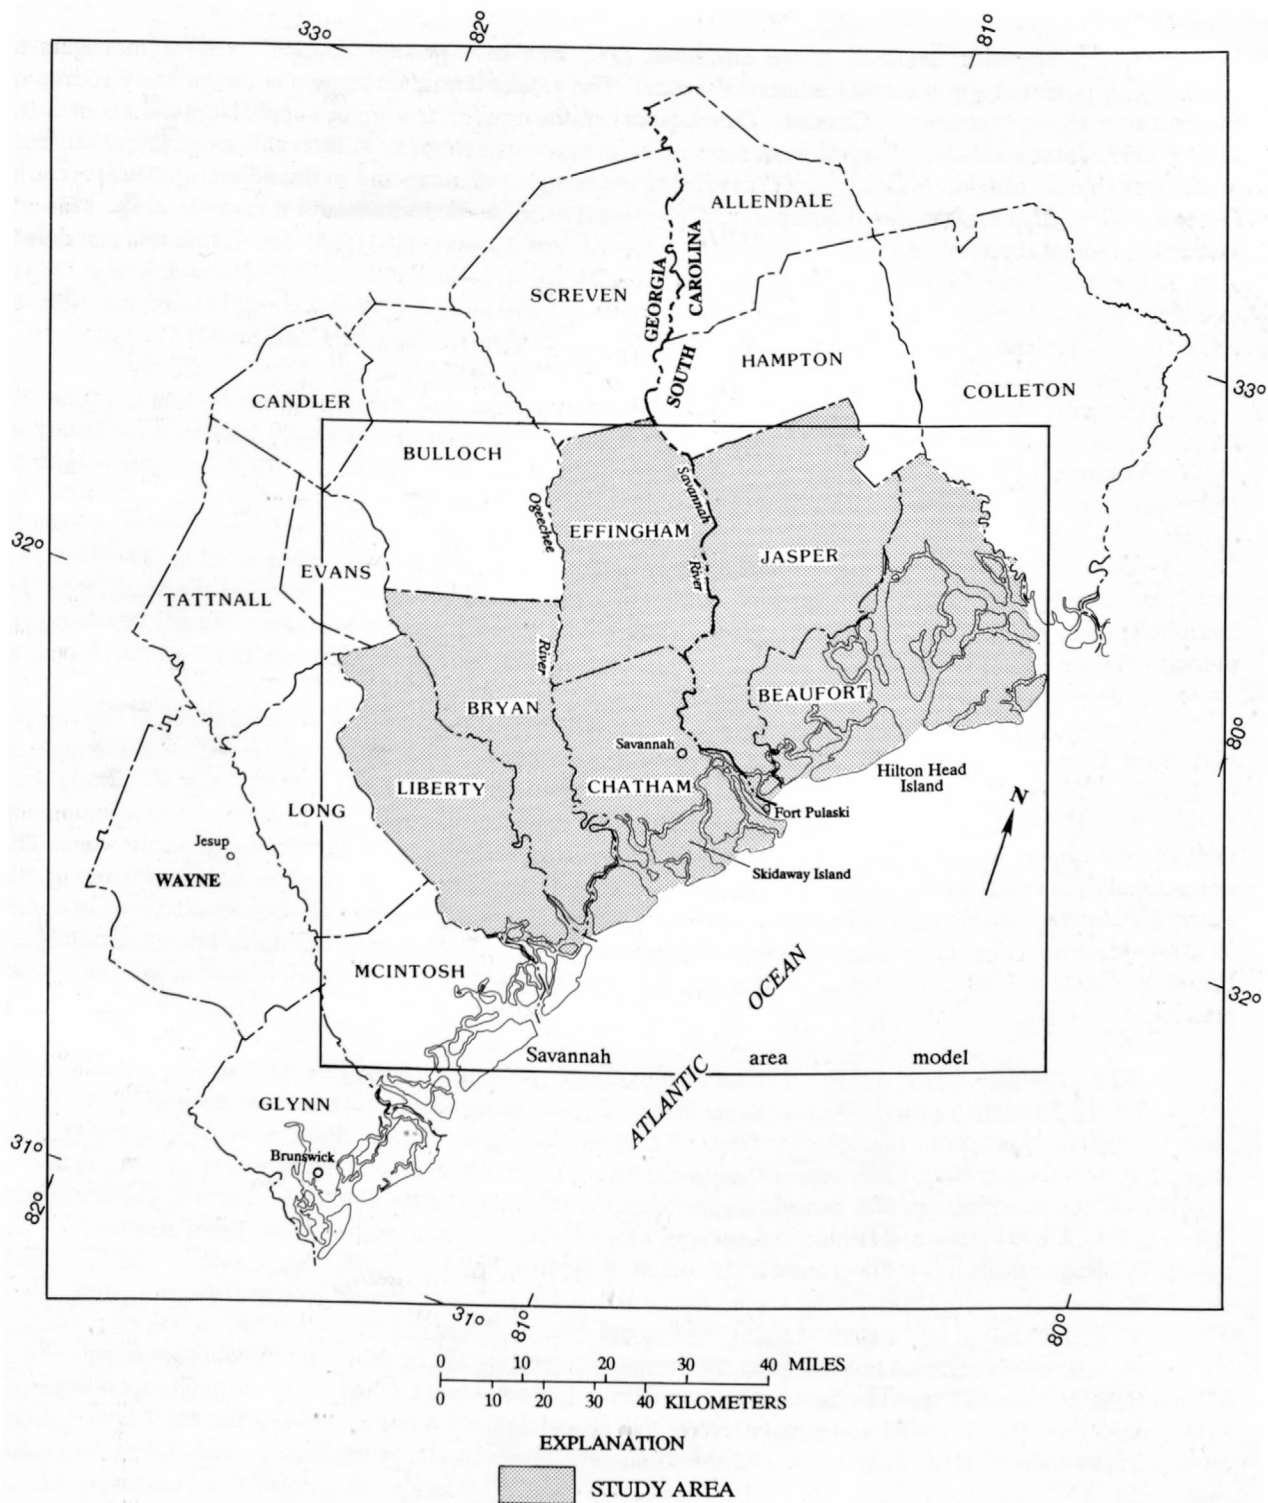 33°
82°
81°
ALLENDALE
SCREVEN
GEORGIA
SOUTH CAROLINA
HAMPTON
COLLETON
33°
CANDLER
BULLOCH
Ogeechee
Savannah
EFFINGHAM
JASPER
River
32°
EVANS
TATTNALL
River
BRYAN
BEAUFORT
80°
Savannah
LIBERTY
CHATHAM
Hilton Head
Island
N
LONG
Fort Pulaski
Jesup
WAYNE
Skidaway Island
MCINTOSH
32°
ATLANTIC OCEAN
Savannah area model
GLYNN
31°
Brunswick
82°
31°
81°
80°
0 10 20 30 40 MILES
0 10 20 30 40 KILOMETERS
EXPLANATION
STUDY AREA